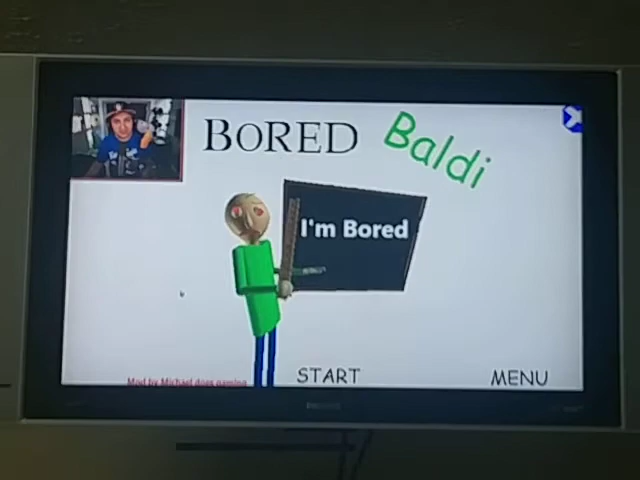 BORED
Baldi
I'm Bored
START
MENU
Mod by Michael does gaming